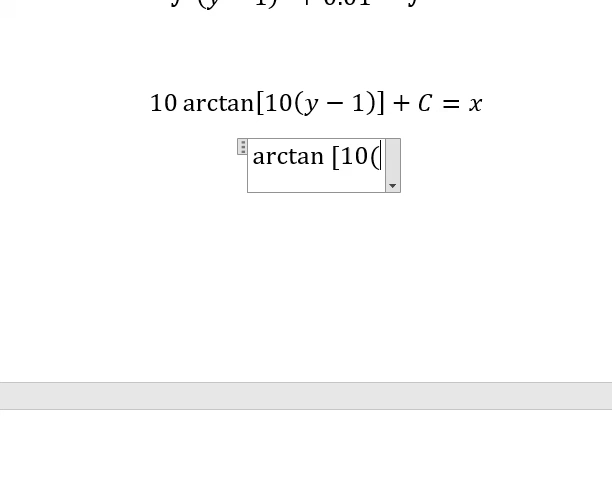 10 arctan[10(y − 1)] + C = x
arctan [10(